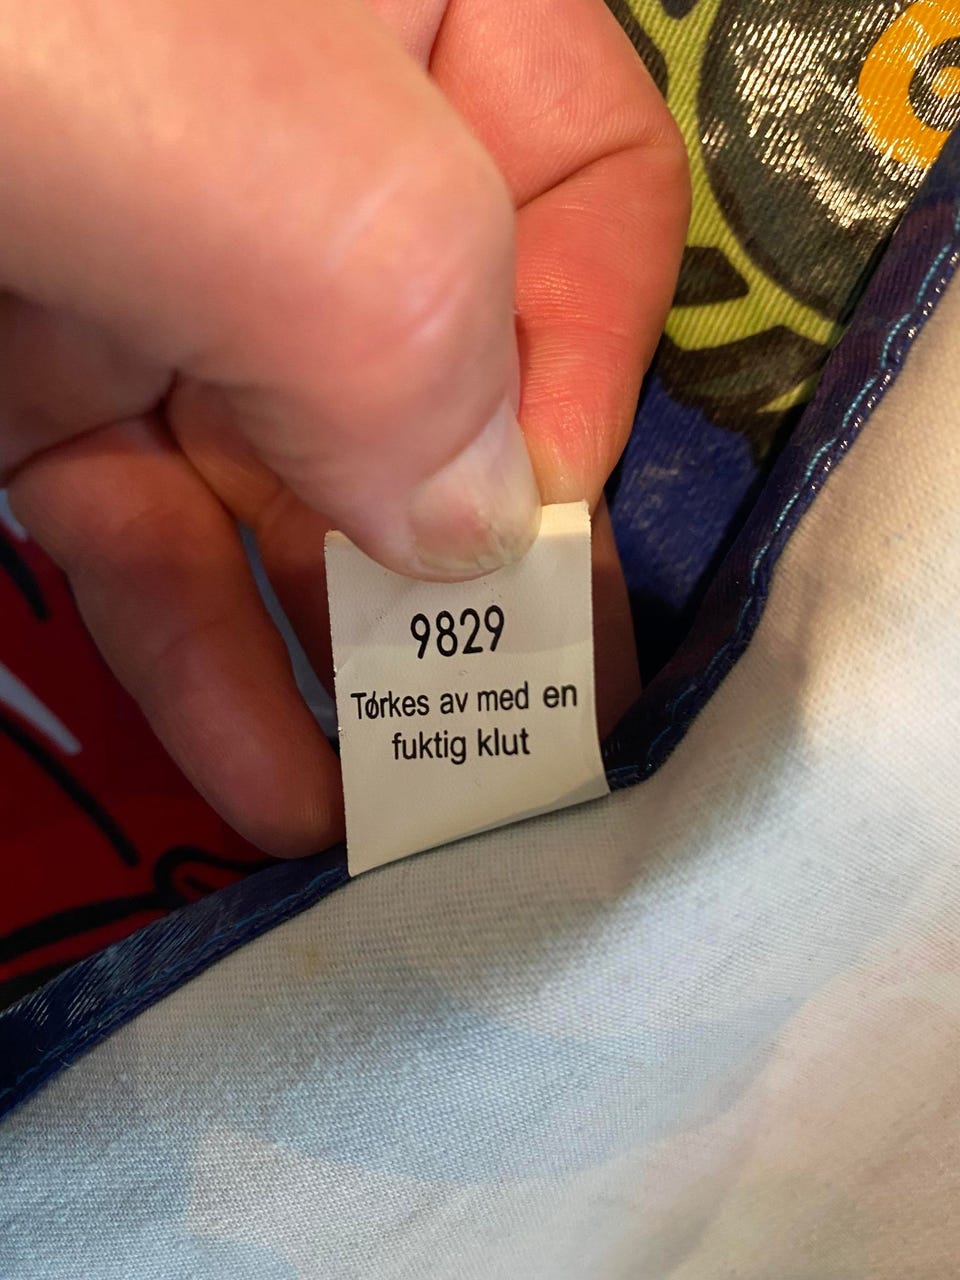 9829
Tørkes av med en
fuktig klut